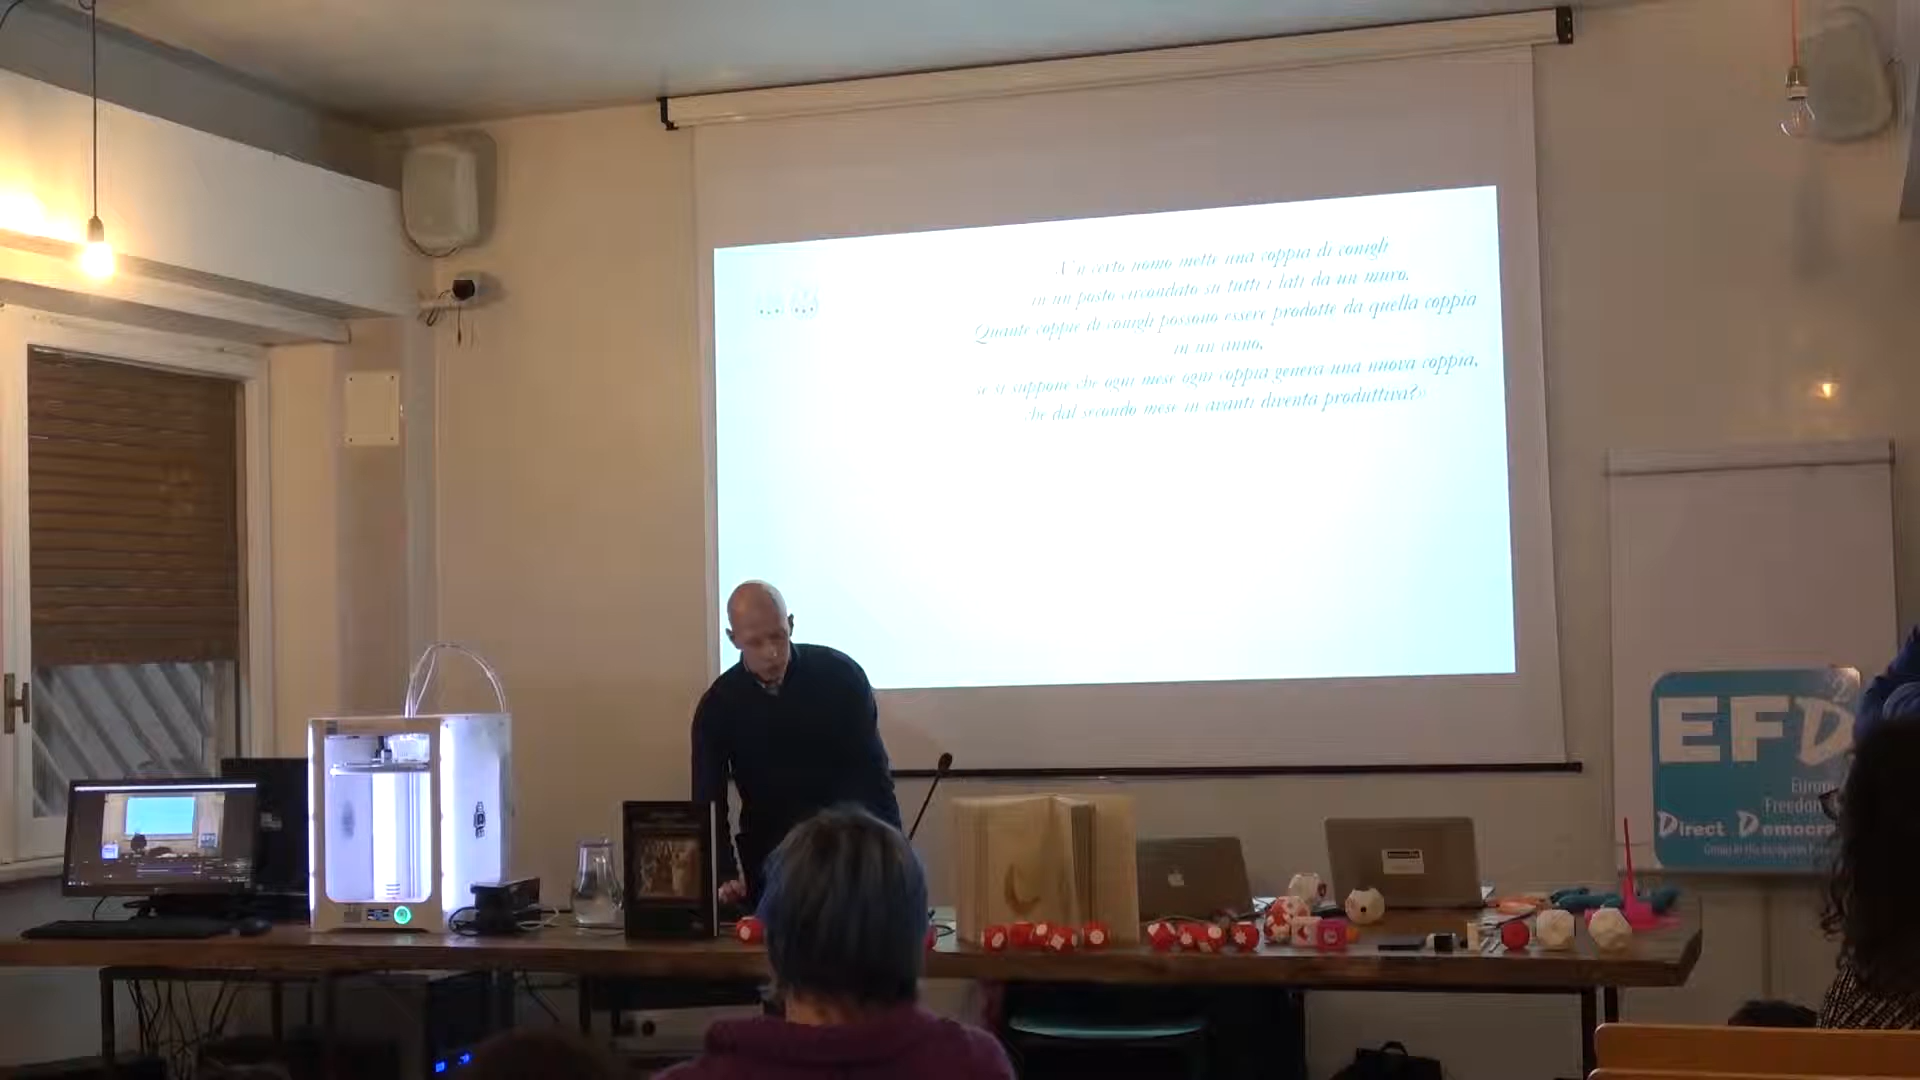 Un certo uomo mette una coppia di conigli
in un posto circondato su tutti i lati da un muro.
Quante coppie di conigli possono essere prodotte da quella coppia
in un anno,
se si suppone che ogni mese ogni coppia genera una nuova coppia,
che dal secondo mese in avanti diventa produttiva?»
EFD
Direct